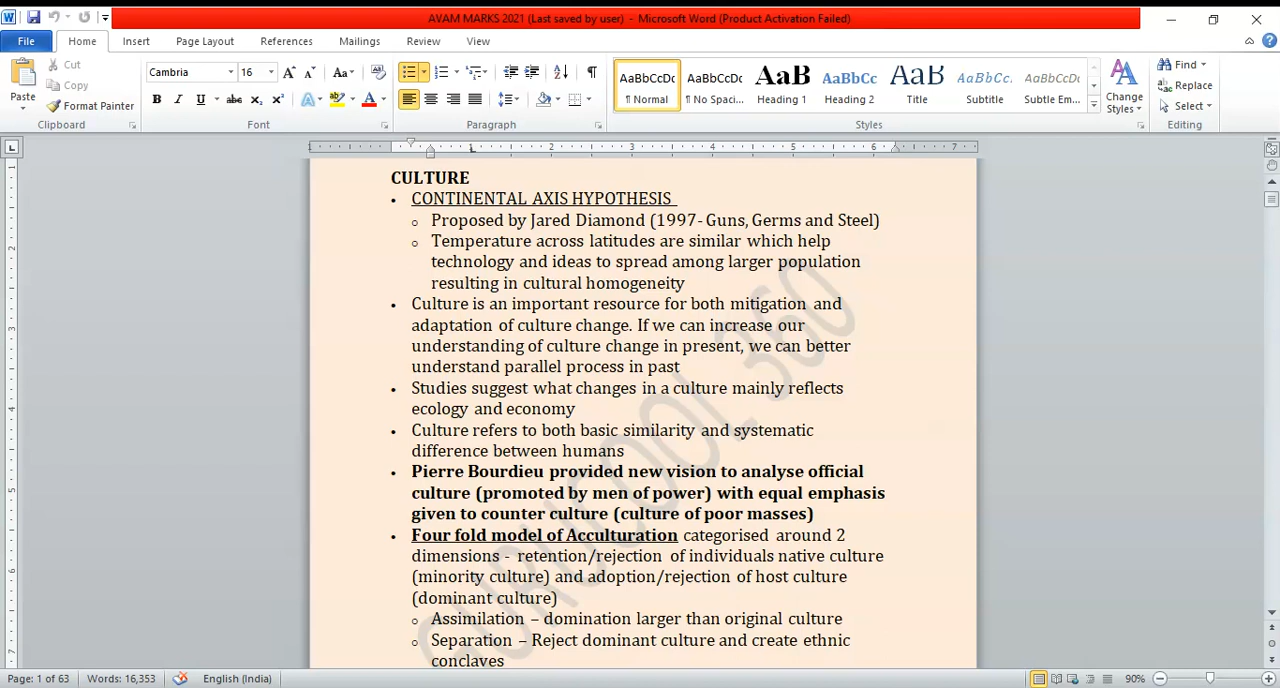 AVAM MARKS 2021 (Last saved by user) - Microsoft Word (Product Activation Failed)
File Home Insert Page Layout References Mailings Review View
Cut
Copy
Format Painter
Paste
Clipboard
Cambria 16
Font
Paragraph
AaBbCcDc AaBbCcDc AaB AaBbCc AaB AaBbCc. AaBbCcDc
¶ Normal ¶ No Spaci... Heading 1 Heading 2 Title Subtitle Subtle Em...
Styles
Change
Styles
Find
Replace
Select
Editing
1 1 2 3 4 5 6 7
CULTURE
• CONTINENTAL AXIS HYPOTHESIS
o Proposed by Jared Diamond (1997- Guns, Germs and Steel)
o Temperature across latitudes are similar which help
technology and ideas to spread among larger population
resulting in cultural homogeneity
• Culture is an important resource for both mitigation and
adaptation of culture change. If we can increase our
understanding of culture change in present, we can better
understand parallel process in past
• Studies suggest what changes in a culture mainly reflects
ecology and economy
• Culture refers to both basic similarity and systematic
difference between humans
• Pierre Bourdieu provided new vision to analyse official
culture (promoted by men of power) with equal emphasis
given to counter culture (culture of poor masses)
• Four fold model of Acculturation categorised around 2
dimensions - retention/rejection of individuals native culture
(minority culture) and adoption/rejection of host culture
(dominant culture)
o Assimilation – domination larger than original culture
o Separation – Reject dominant culture and create ethnic
conclaves
GURUCOOL 360
Page: 1 of 63 Words: 16,353 English (India) 90%